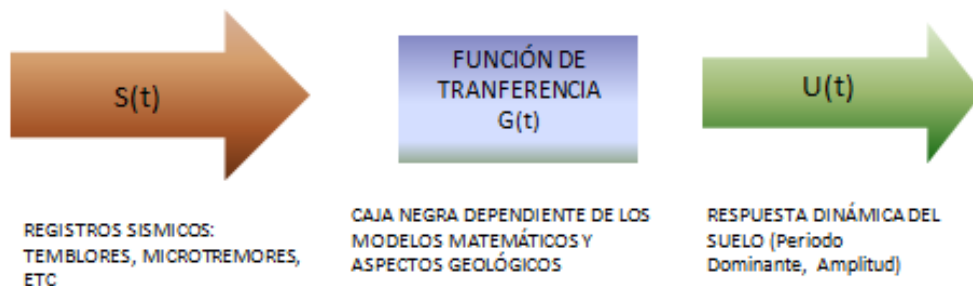 S(t)
FUNCIÓN DE
TRANFERENCIA
G(t)
U(t)
REGISTROS SISMICOS:
TEMBLORES, MICROTREMORES,
ETC
CAJA NEGRA DEPENDIENTE DE LOS
MODELOS MATEMÁTICOS Y
ASPECTOS GEOLÓGICOS
RESPUESTA DINÁMICA DEL
SUELO (Periodo
Dominante, Amplitud)